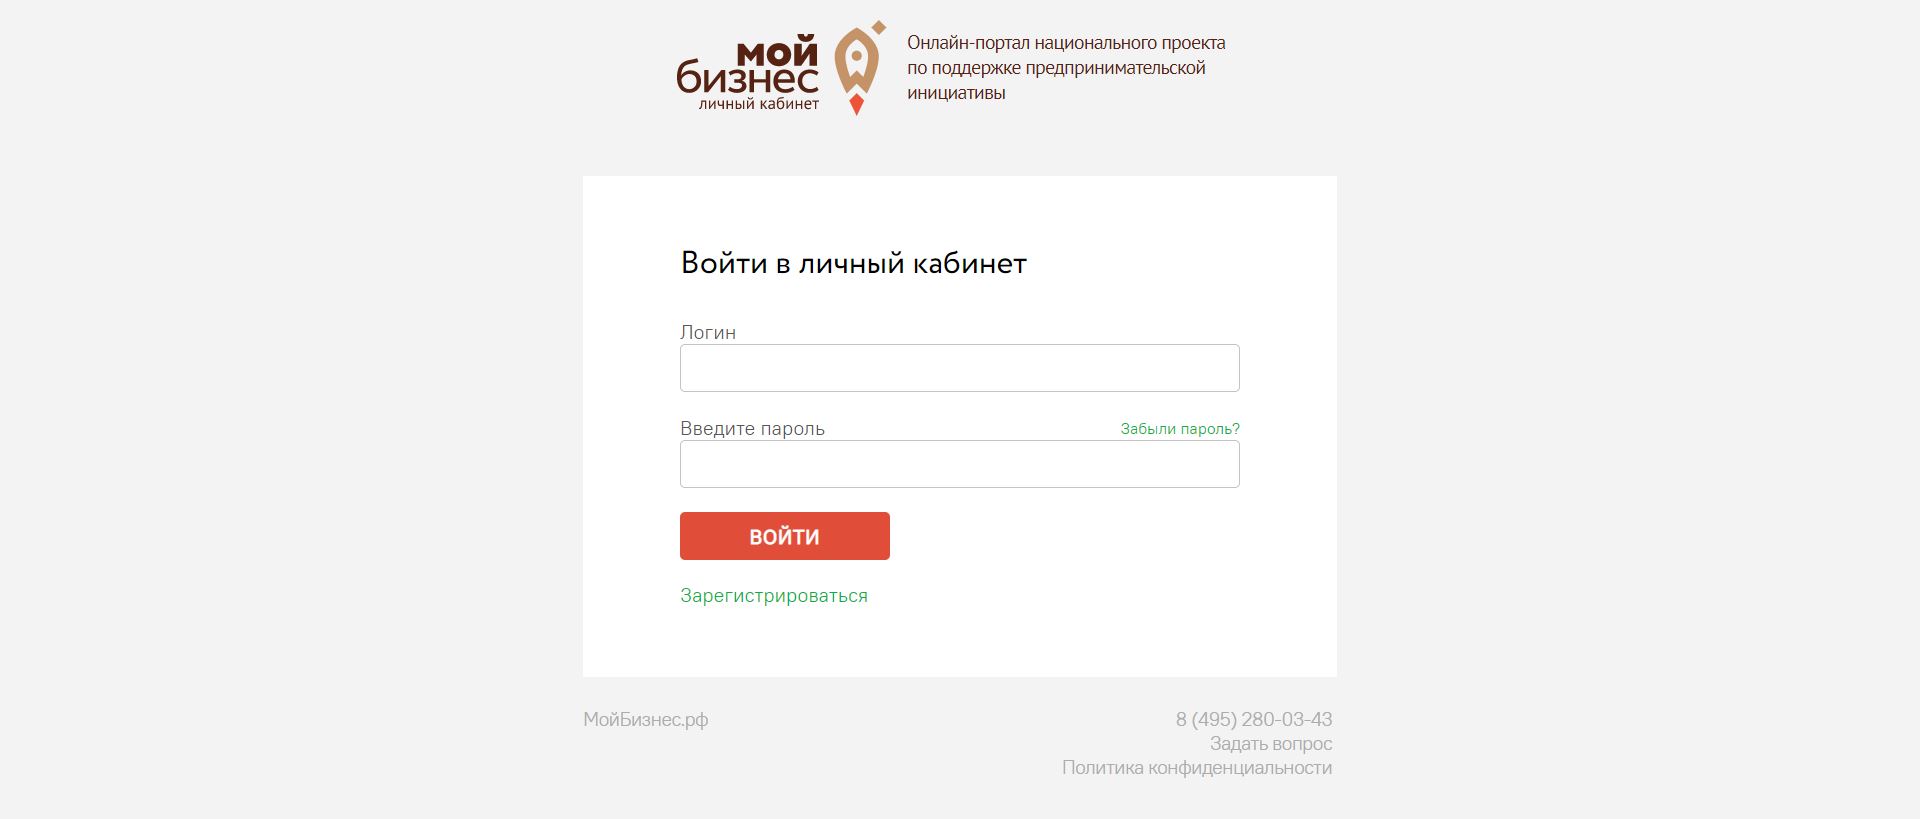 мой
бизнес
личный кабинет
Онлайн-портал национального проекта
по поддержке предпринимательской
инициативы
Войти в личный кабинет
Логин
Введите пароль
Забыли пароль?
ВОЙТИ
Зарегистрироваться
МойБизнес.рф
8 (495) 280-03-43
Задать вопрос
Политика конфиденциальности